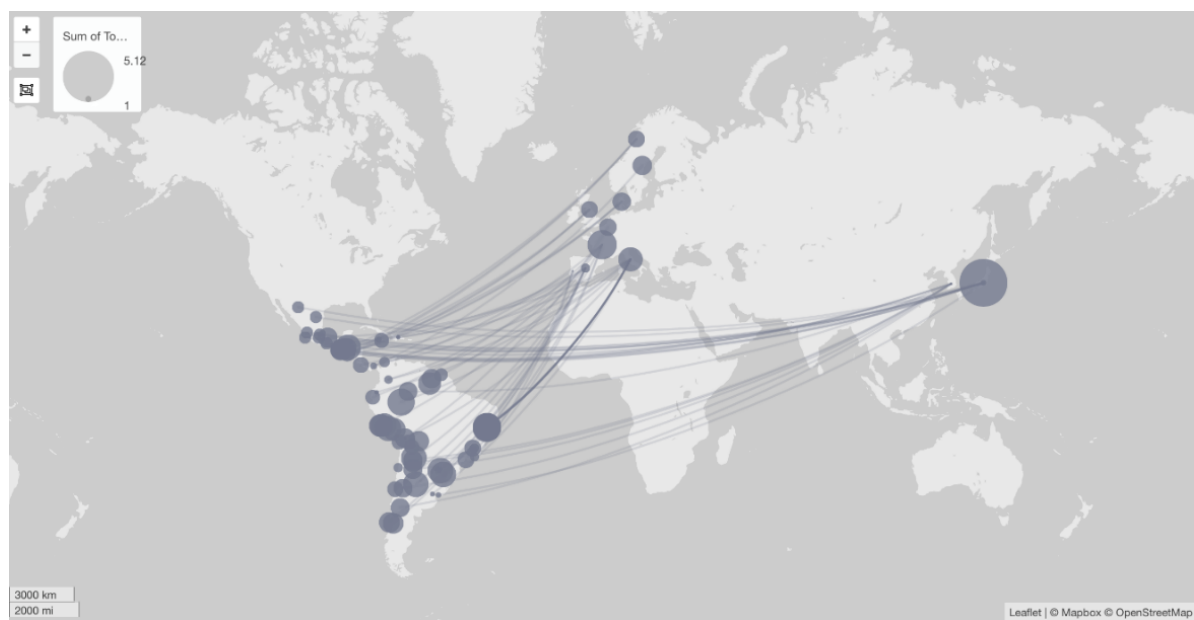 +
Sum of To...
5.12
−
1
3000 km
2000 mi
Leaflet | © Mapbox © OpenStreetMap